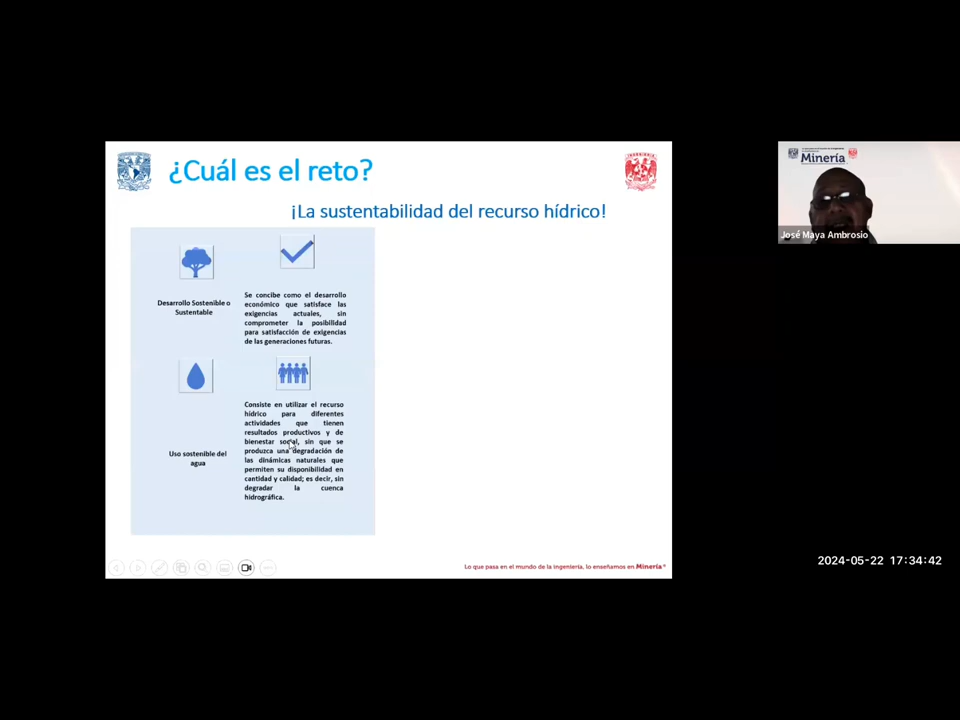 ¿Cuál es el reto?
¡La sustentabilidad del recurso hídrico!
Desarrollo Sostenible o
Sustentable
Se concibe como el desarrollo
económico que satisface las
exigencias actuales, sin
comprometer la posibilidad
para satisfacción de exigencias
de las generaciones futuras.
Uso sostenible del
agua
Consiste en utilizar el recurso
hídrico para diferentes
actividades que tienen
resultados productivos y de
bienestar social, sin que se
produzca una degradación de
las dinámicas naturales que
permiten su disponibilidad en
cantidad y calidad; es decir, sin
degradar la cuenca
hidrográfica.
Lo que pasa en el mundo de la ingeniería, lo enseñamos en Minería®
Minería
José Maya Ambrosio
2024-05-22 17:34:42